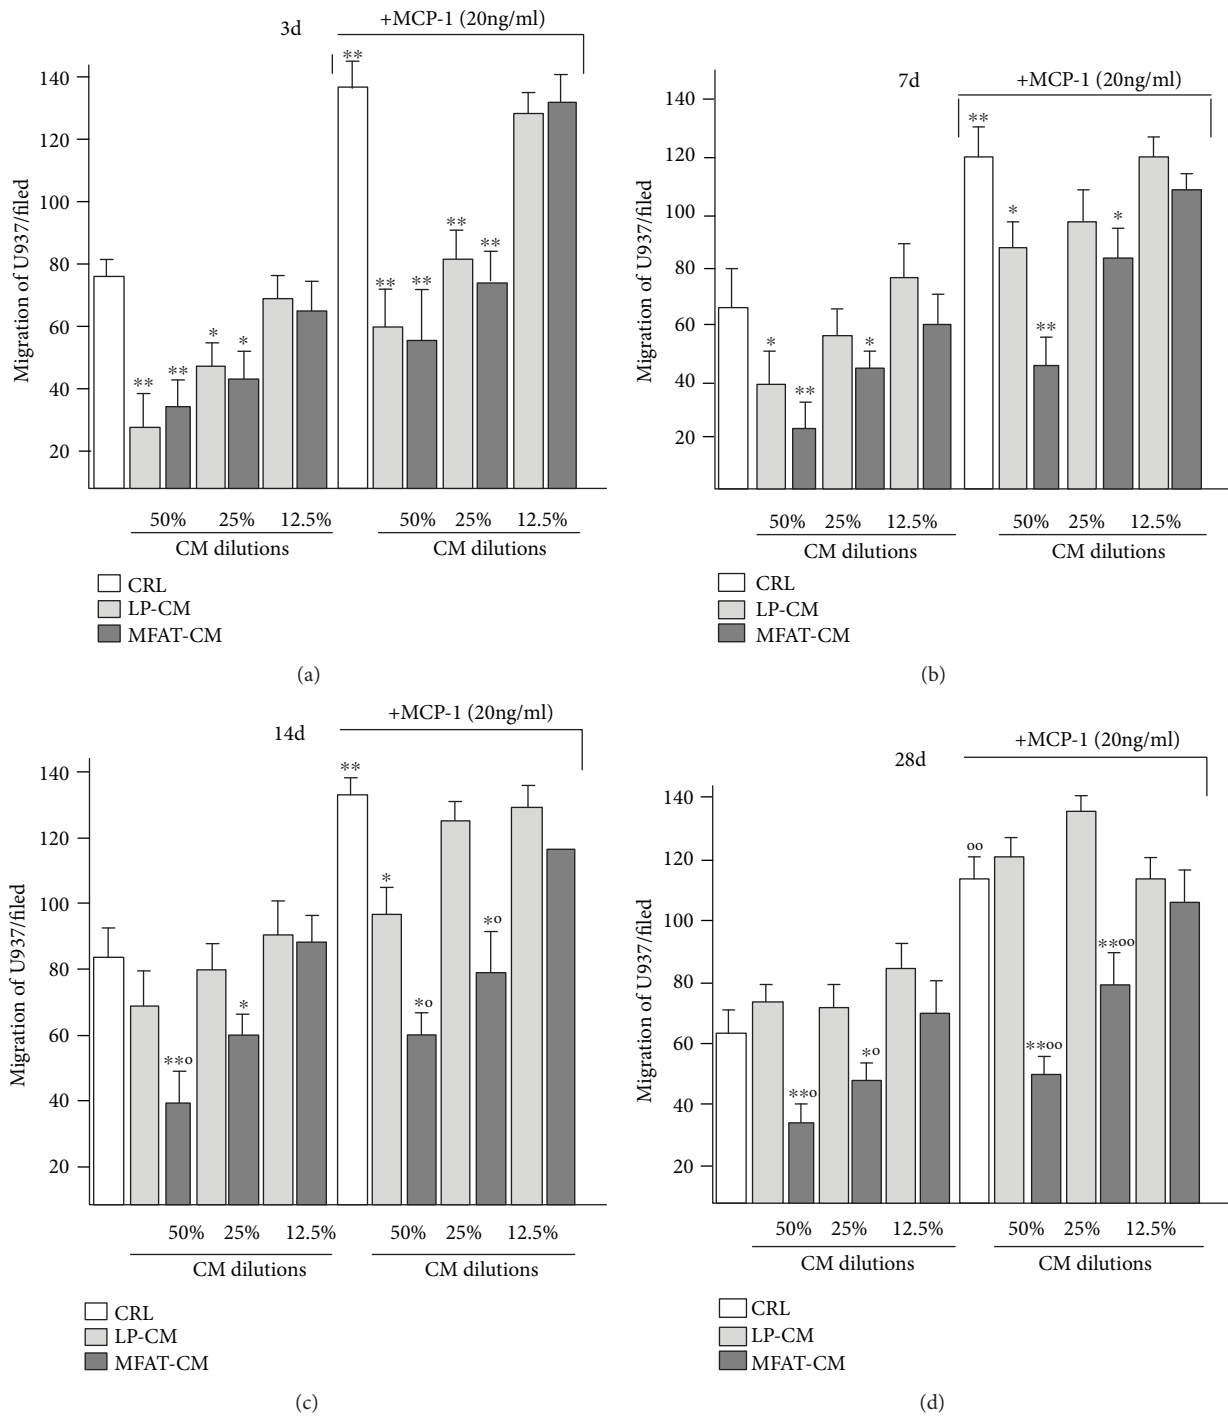 3d
+MCP-1 (20ng/ml)
**
140
120
100
80
60
40
20
Migration of U937/filed
** ** * * ** ** ** **
50% 25% 12.5% 50% 25% 12.5%
CM dilutions CM dilutions
CRL
LP-CM
MFAT-CM
(a)
7d
+MCP-1 (20ng/ml)
**
140
120
100
80
60
40
20
Migration of U937/filed
* ** * * ** *
50% 25% 12.5% 50% 25% 12.5%
CM dilutions CM dilutions
CRL
LP-CM
MFAT-CM
(b)
14d
+MCP-1 (20ng/ml)
**
140
120
100
80
60
40
20
Migration of U937/filed
**o * * *o *o
50% 25% 12.5% 50% 25% 12.5%
CM dilutions CM dilutions
CRL
LP-CM
MFAT-CM
(c)
28d
+MCP-1 (20ng/ml)
oo
140
120
100
80
60
40
20
Migration of U937/filed
**o *o **oo **oo
50% 25% 12.5% 50% 25% 12.5%
CM dilutions CM dilutions
CRL
LP-CM
MFAT-CM
(d)